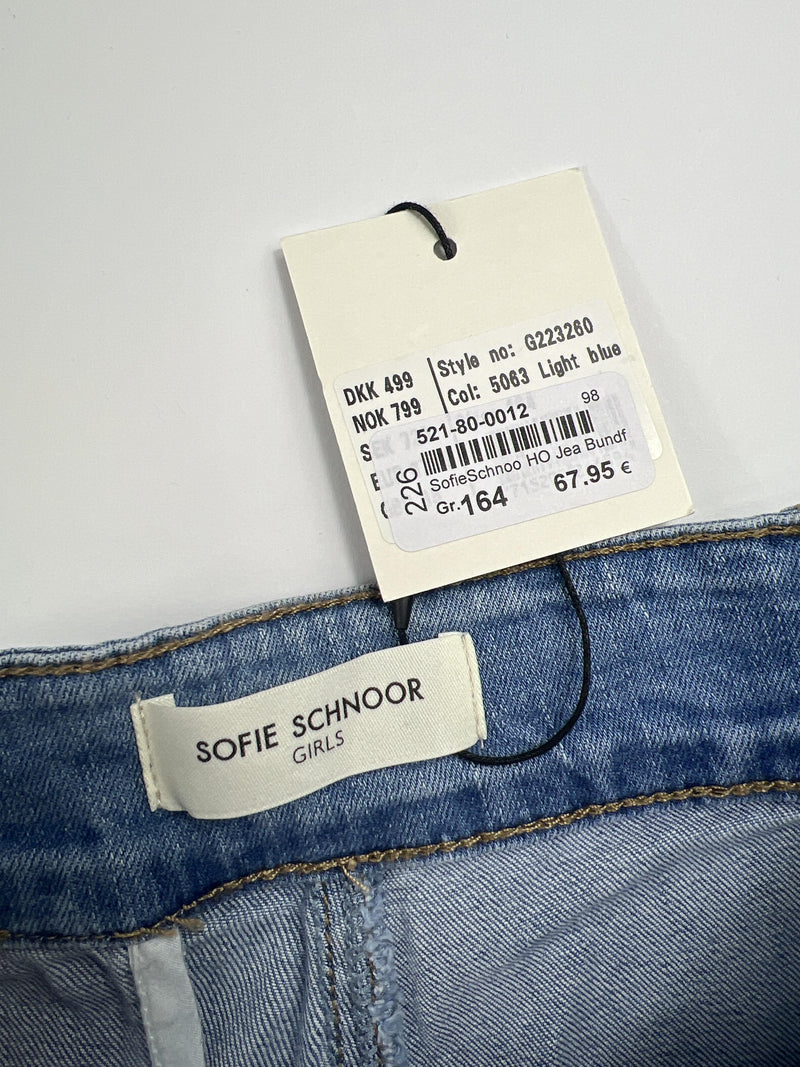 DKK 499
NOK 799
Style no: G223260
Col: 5063 Light blue
521-80-0012
98
226
SofieSchnoo HO Jea Bundf
Gr.164
67.95 €
SOFIE SCHNOOR
GIRLS